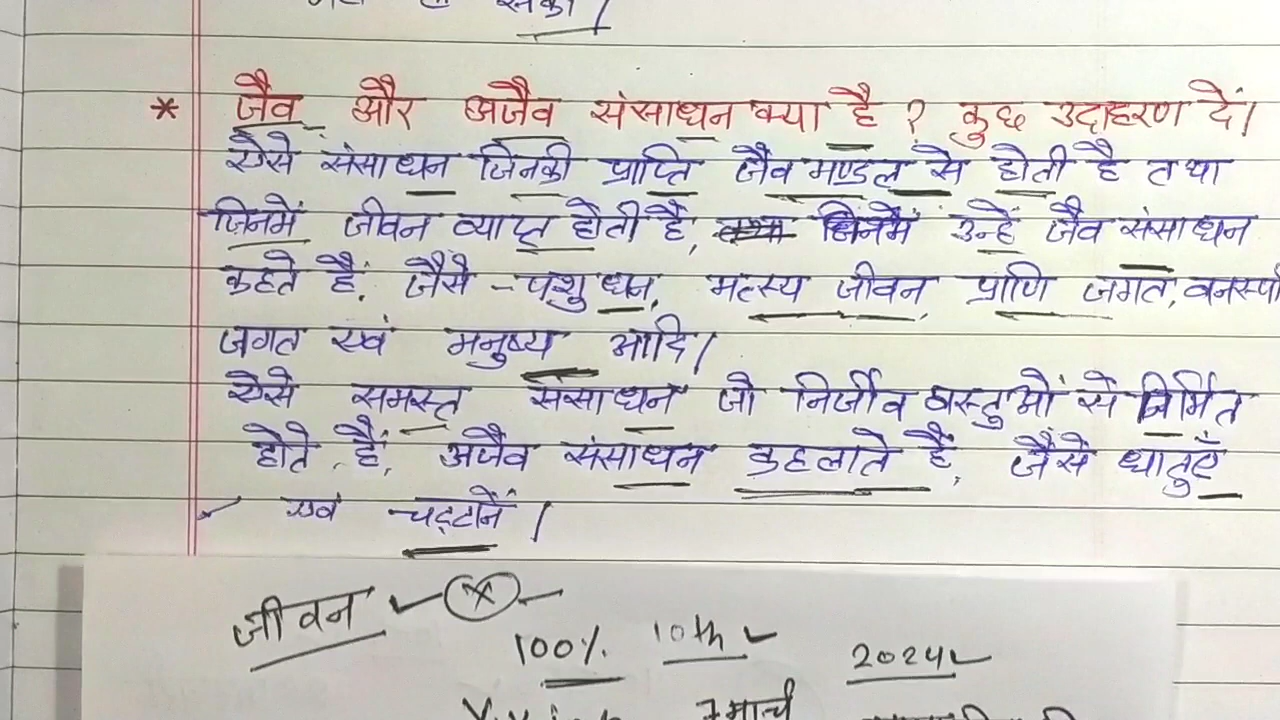 * जैव और अजैव संसाधन क्या है ? कुछ उदाहरण दें।
ऐसे संसाधन जिनकी प्राप्ति जैव मण्डल से होती है तथा
जिनमें जीवन व्याप्त होती है, जिनमें उन्हें जैव संसाधन
कहते हैं, जैसे - पशुधन, मत्स्य जीवन, प्राणि जगत, वनस्प
जगत एवं मनुष्य आदि।
ऐसे समस्त संसाधन जो निर्जीव वस्तुओं से निर्मित
होते हैं, अजैव संसाधन कहलाते हैं, जैसे धातुएँ
एवं चट्टानें।
जीवन
100% 10th 2024
7 मार्च